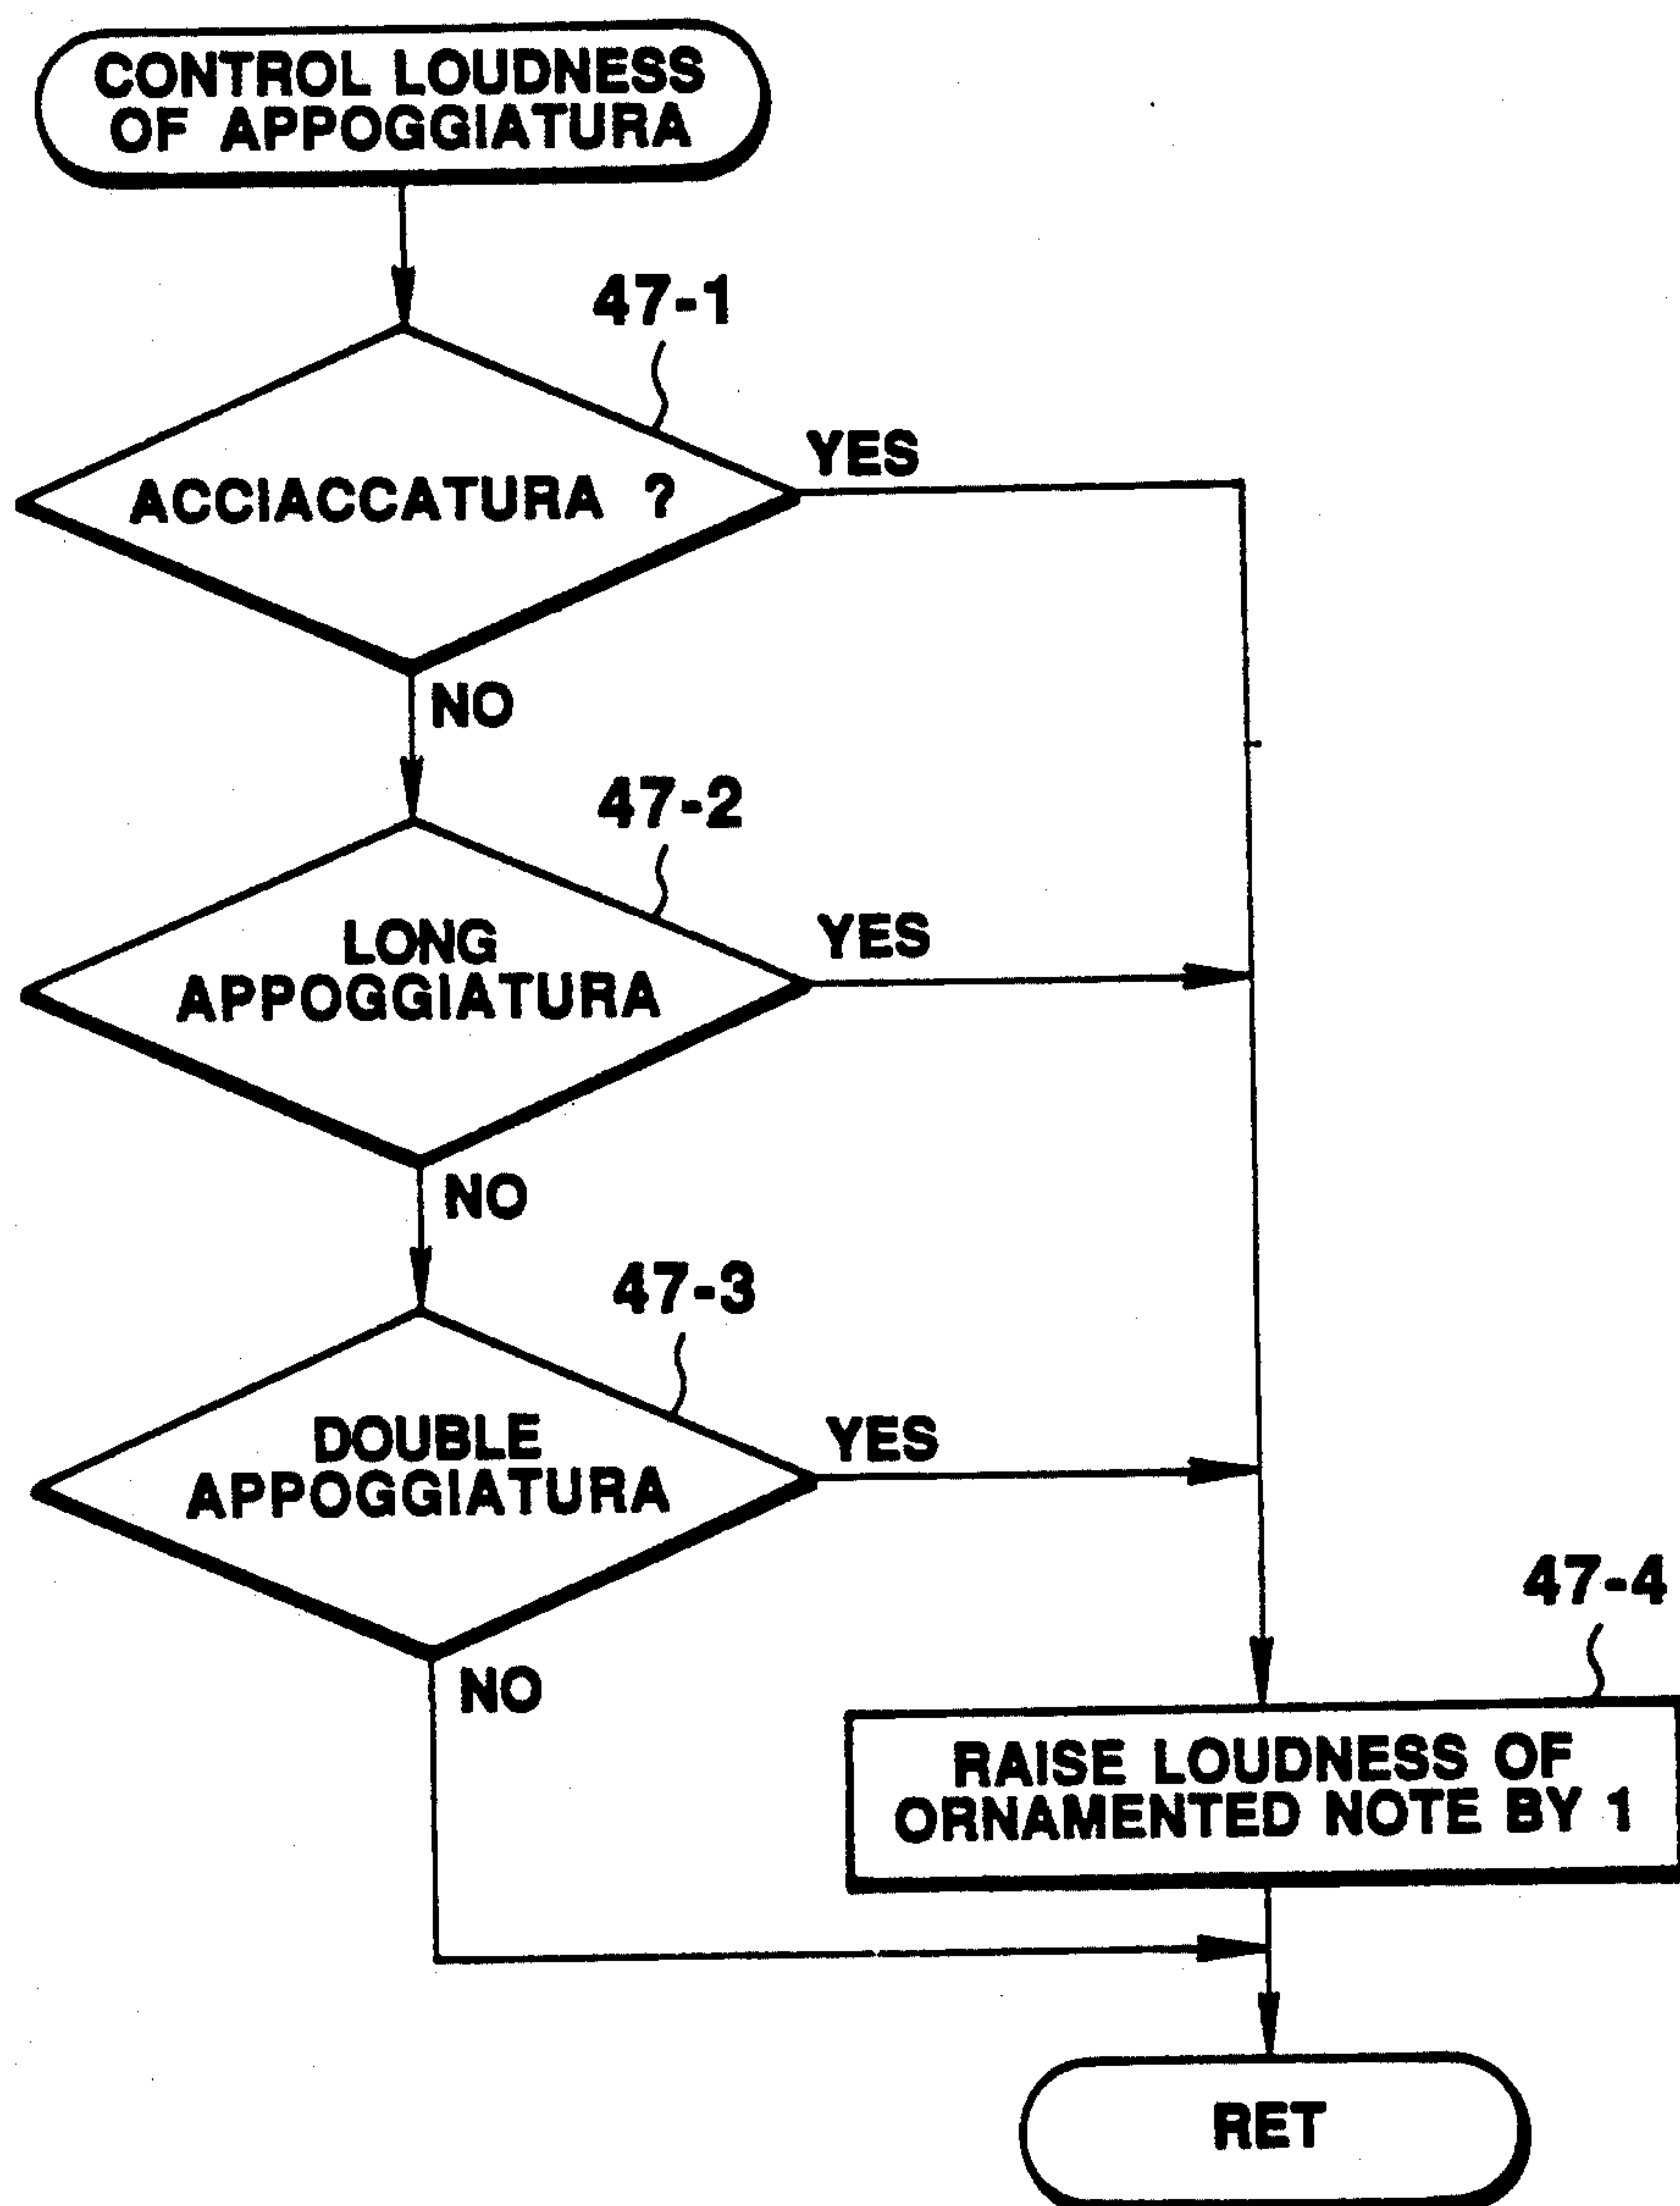 CONTROL LOUDNESS
OF APPOGGIATURA
47-1
ACCIACCATURA ?
YES
NO
47-2
LONG
APPOGGIATURA
YES
NO
47-3
DOUBLE
APPOGGIATURA
YES
NO
47-4
RAISE LOUDNESS OF
ORNAMENTED NOTE BY 1
RET